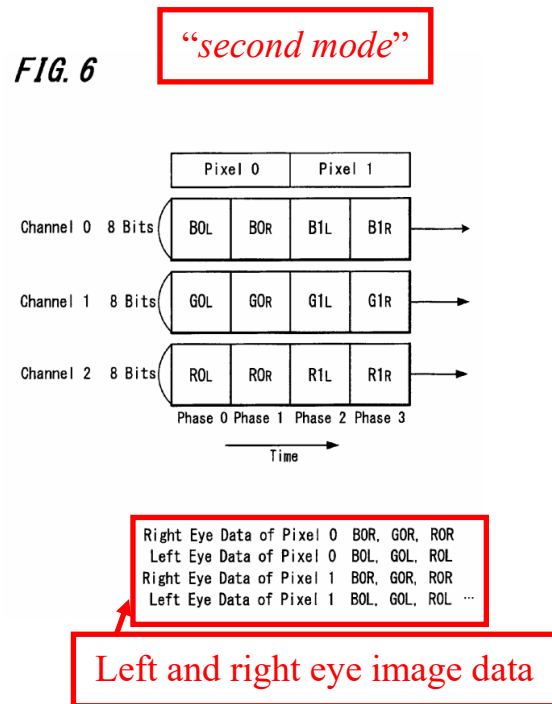 “second mode”
FIG. 6
Pixel 0 Pixel 1
Channel 0 8 Bits B0L B0R B1L B1R
Channel 1 8 Bits G0L G0R G1L G1R
Channel 2 8 Bits R0L R0R R1L R1R
Phase 0 Phase 1 Phase 2 Phase 3
Time
Right Eye Data of Pixel 0 B0R, G0R, R0R
Left Eye Data of Pixel 0 B0L, G0L, R0L
Right Eye Data of Pixel 1 B0R, G0R, R0R
Left Eye Data of Pixel 1 B0L, G0L, R0L …
Left and right eye image data